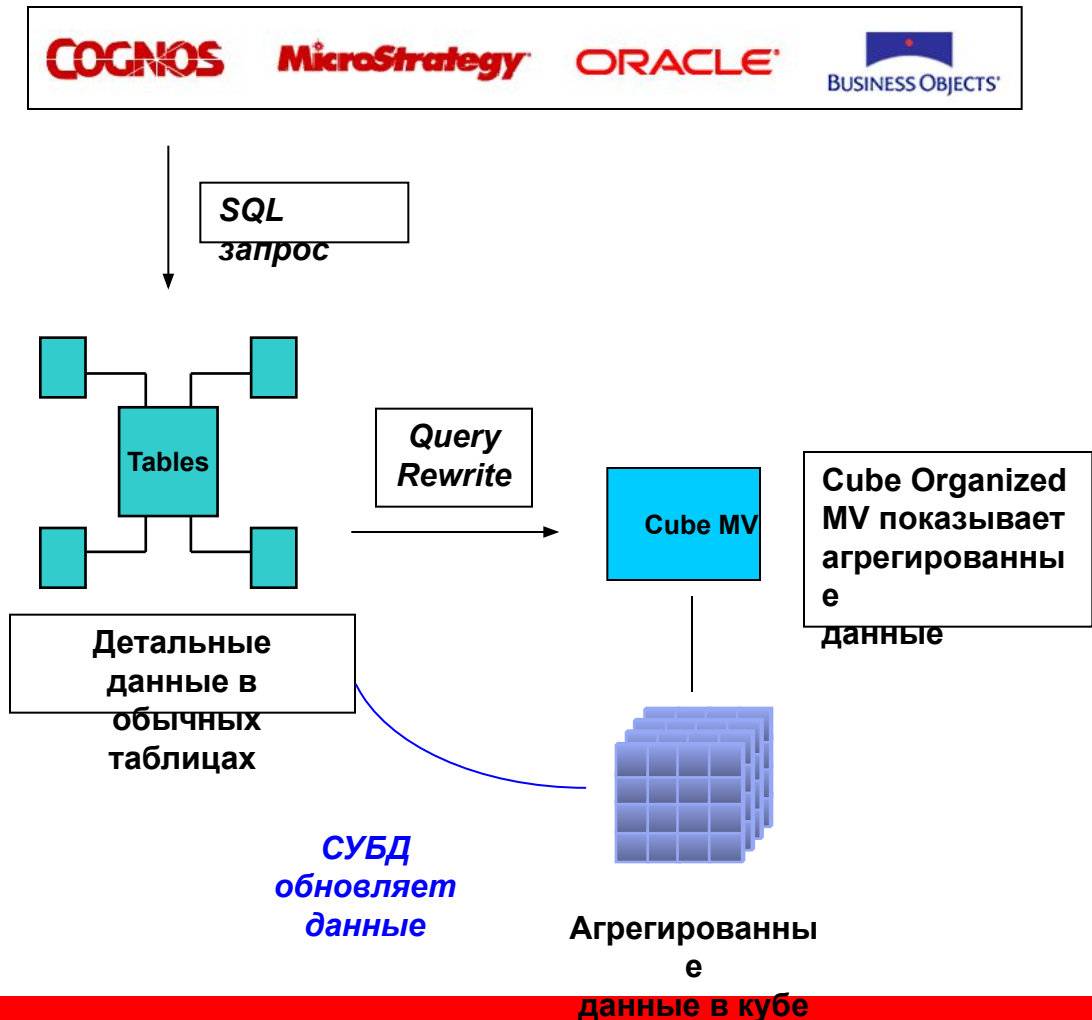 COGNOS
MicroStrategy
ORACLE
BUSINESS OBJECTS
SQL
запрос
Tables
Query
Rewrite
Cube MV
Cube Organized
MV показывает
агрегированны
е
данные
Детальные
данные в
обычных
таблицах
СУБД
обновляет
данные
Агрегированны
е
данные в кубе